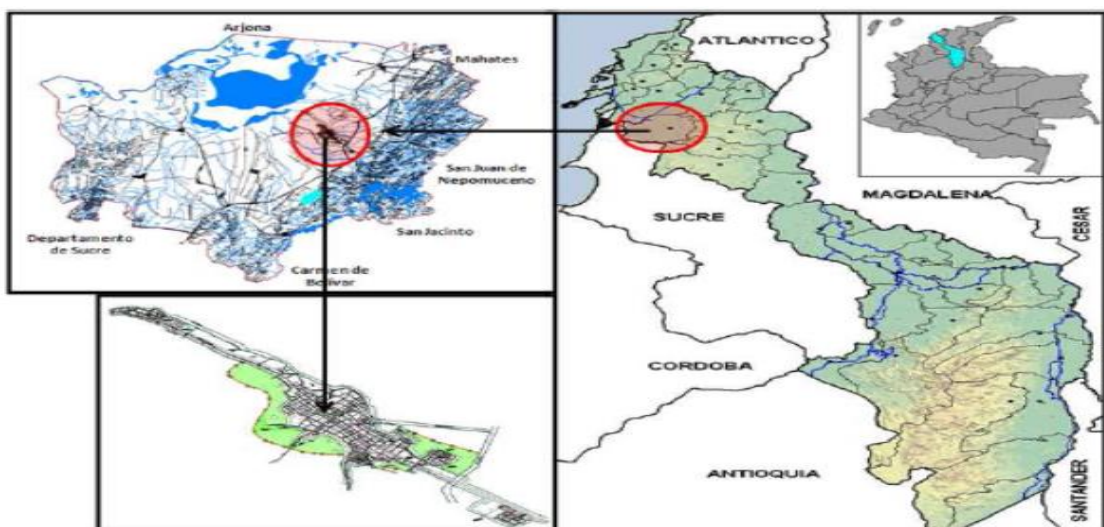 Arjona
Mahates
San Juan de
Nepomuceno
San Jacinto
Departamento
de Sucre
Carmen de
Bolívar
ATLANTICO
MAGDALENA
SUCRE
CESAR
CORDOBA
ANTIOQUIA
SANTANDER